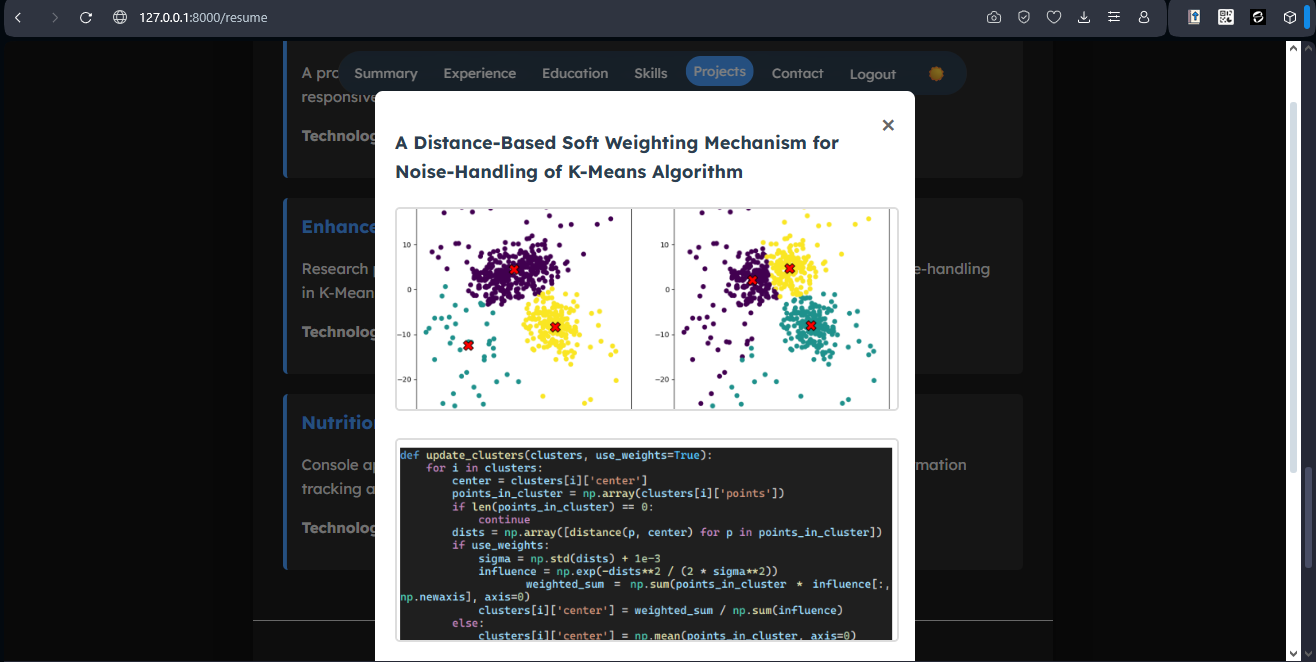 127.0.0.1:8000/resume
Summary Experience Education Skills Projects Contact Logout
A pro
responsive
Technolog
A Distance-Based Soft Weighting Mechanism for
Noise-Handling of K-Means Algorithm
10
0
−10
−20
10
0
−10
−20
Enhance
Research e-handling
in K-Mean
Technolog
def update_clusters(clusters, use_weights=True):
for i in clusters:
center = clusters[i]['center']
points_in_cluster = np.array(clusters[i]['points'])
if len(points_in_cluster) == 0:
continue
dists = np.array([distance(p, center) for p in points_in_cluster])
if use_weights:
sigma = np.std(dists) + 1e-3
influence = np.exp(-dists**2 / (2 * sigma**2))
weighted_sum = np.sum(points_in_cluster * influence[:,
np.newaxis], axis=0)
clusters[i]['center'] = weighted_sum / np.sum(influence)
else:
clusters[i]['center'] = np.mean(points_in_cluster, axis=0)
Nutritio
Console a mation
tracking a
Technolog